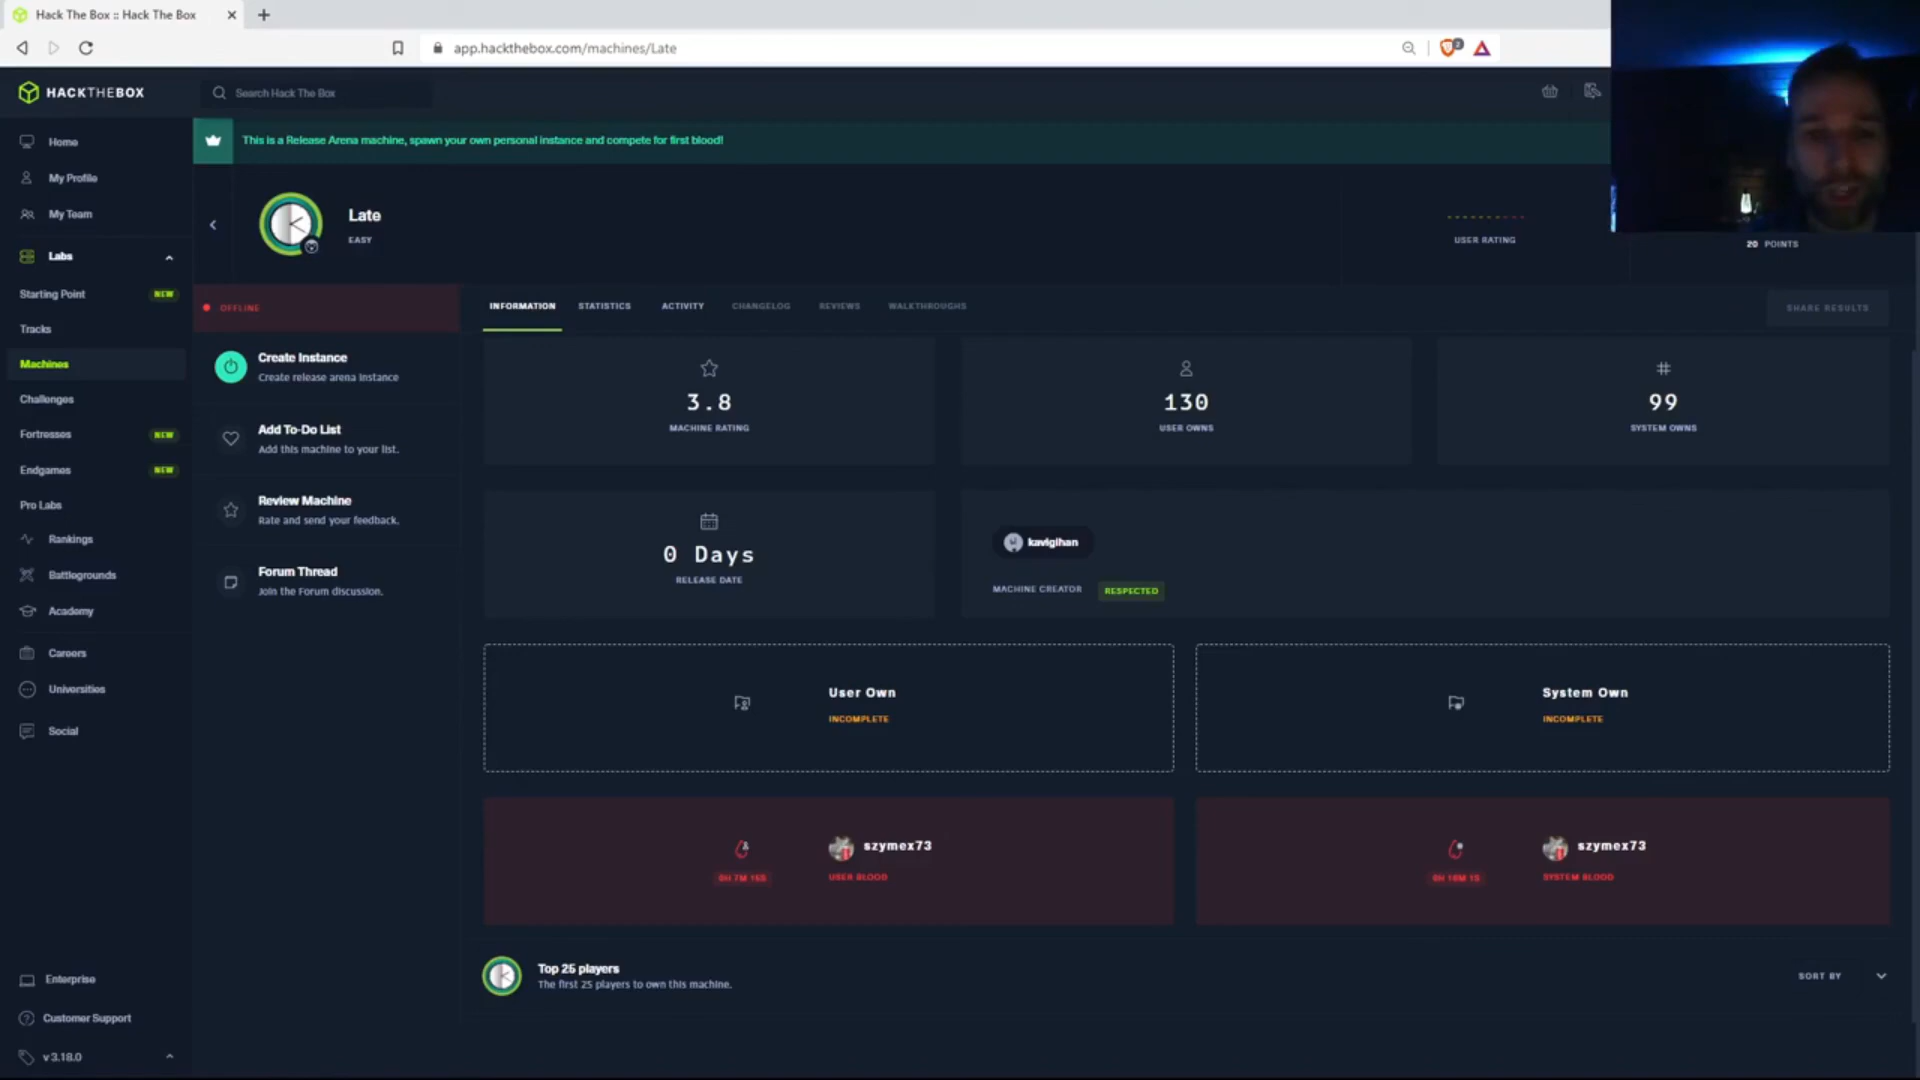 Hack The Box :: Hack The Box
app.hackthebox.com/machines/Late
2
HACKTHEBOX
Search Hack The Box
Home
My Profile
My Team
Labs
Starting Point NEW
Tracks
Machines
Challenges
Fortresses NEW
Endgames NEW
Pro Labs
Rankings
Battlegrounds
Academy
Careers
Universities
Social
Enterprise
Customer Support
v 3.18.0
This is a Release Arena machine, spawn your own personal instance and compete for first blood!
Late
EASY
USER RATING
20 POINTS
OFFLINE
Create Instance
Create release arena instance
Add To-Do List
Add this machine to your list.
Review Machine
Rate and send your feedback.
Forum Thread
Join the Forum discussion.
INFORMATION STATISTICS ACTIVITY CHANGELOG REVIEWS WALKTHROUGHS
SHARE RESULTS
3.8
MACHINE RATING
130
USER OWNS
99
SYSTEM OWNS
0 Days
RELEASE DATE
kavigihan
MACHINE CREATOR RESPECTED
User Own
INCOMPLETE
System Own
INCOMPLETE
szymex73
USER BLOOD
szymex73
SYSTEM BLOOD
Top 25 players
The first 25 players to own this machine.
SORT BY